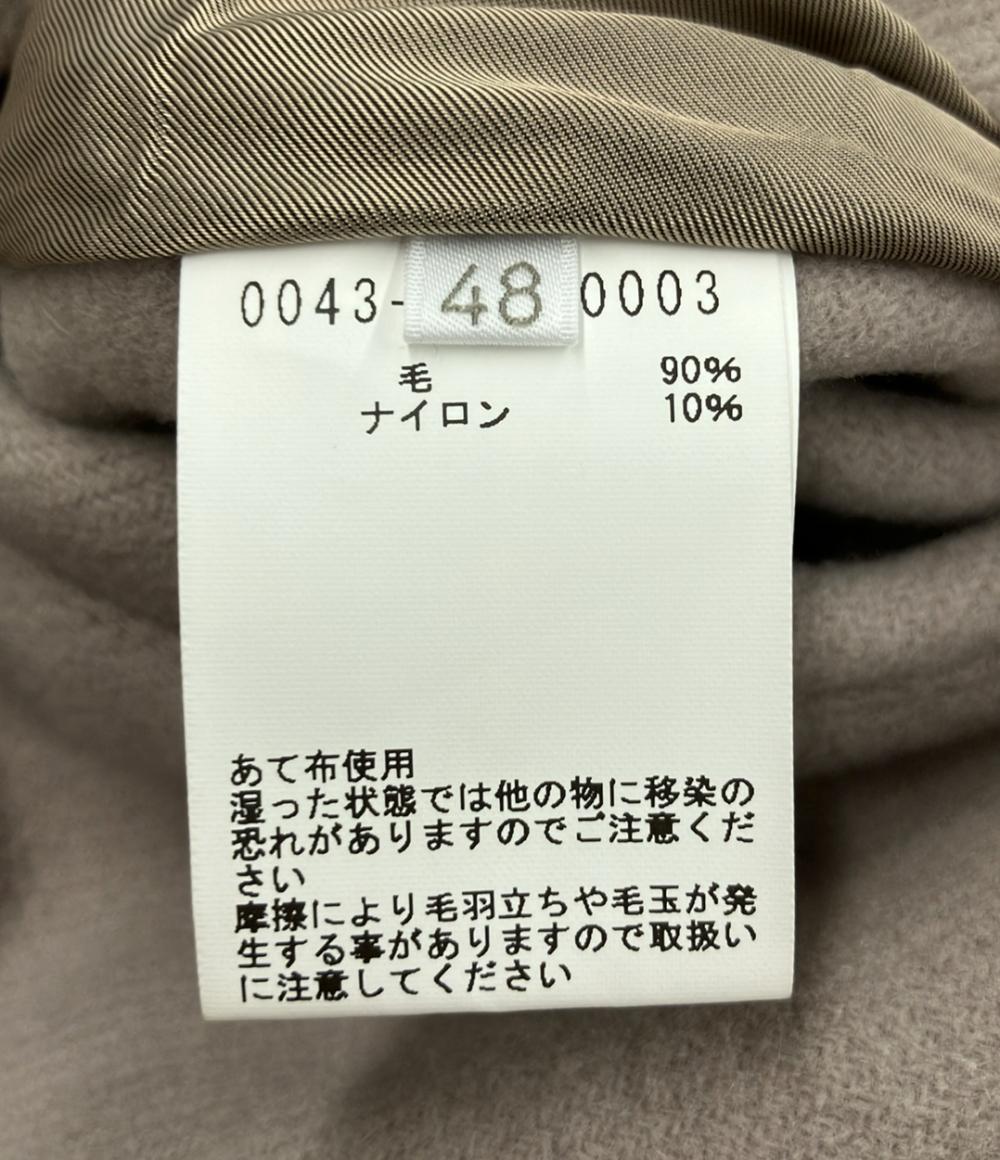 0043-
48
0003
毛 90%
ナイロン 10%
あて布使用
湿った状態では他の物に移染の
恐れがありますのでご注意くだ
さい
摩擦により毛羽立ちや毛玉が発
生する事がありますので取扱い
に注意してください